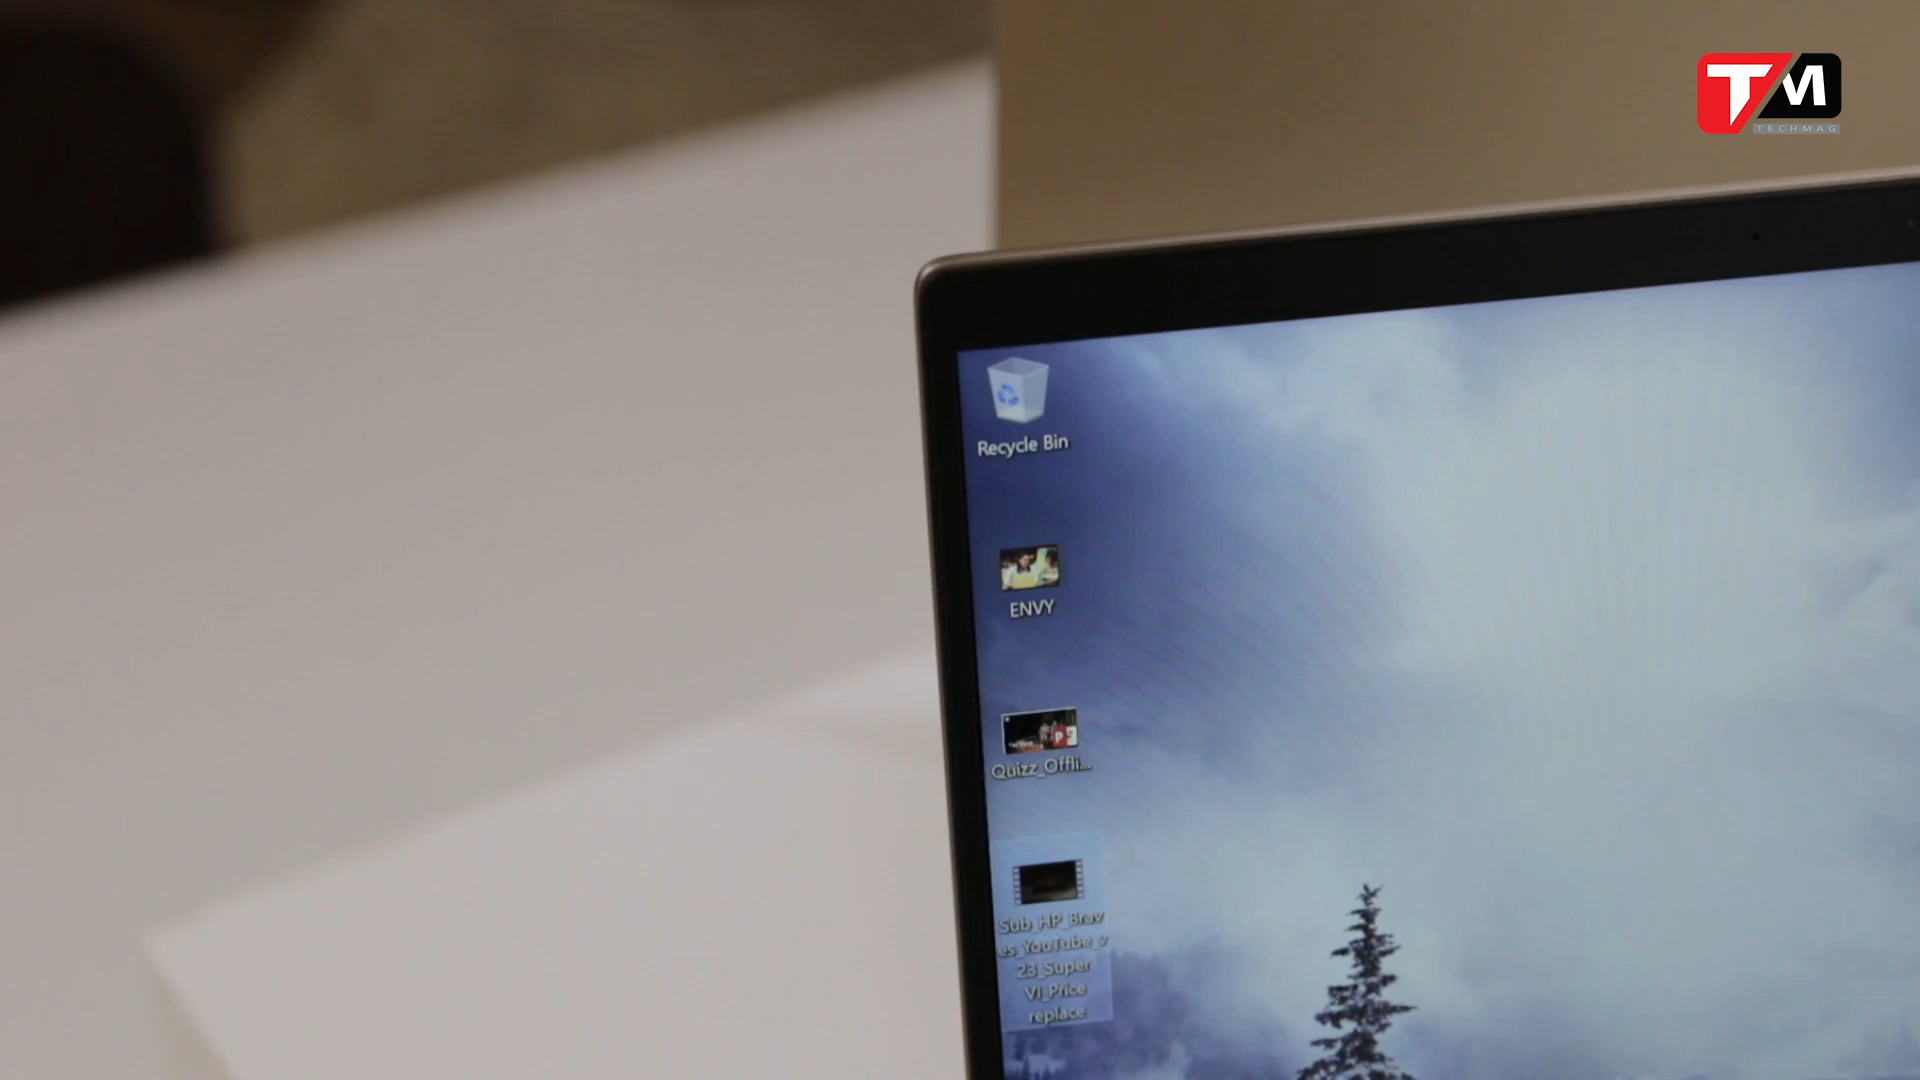 TM
TECHMAG
Recycle Bin
ENVY
Quizz_Offli...
Sub_HP_Brav
es_YouTube_v
23_Super
VI_Price
replace